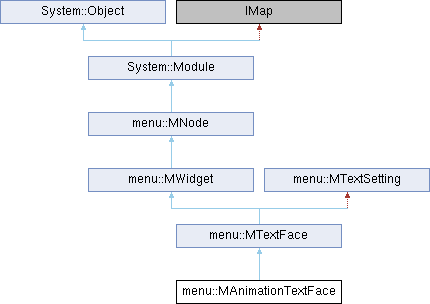 System::Object
IMap
System::Module
menu::MNode
menu::MWidget
menu::MTextSetting
menu::MTextFace
menu::MAnimationTextFace